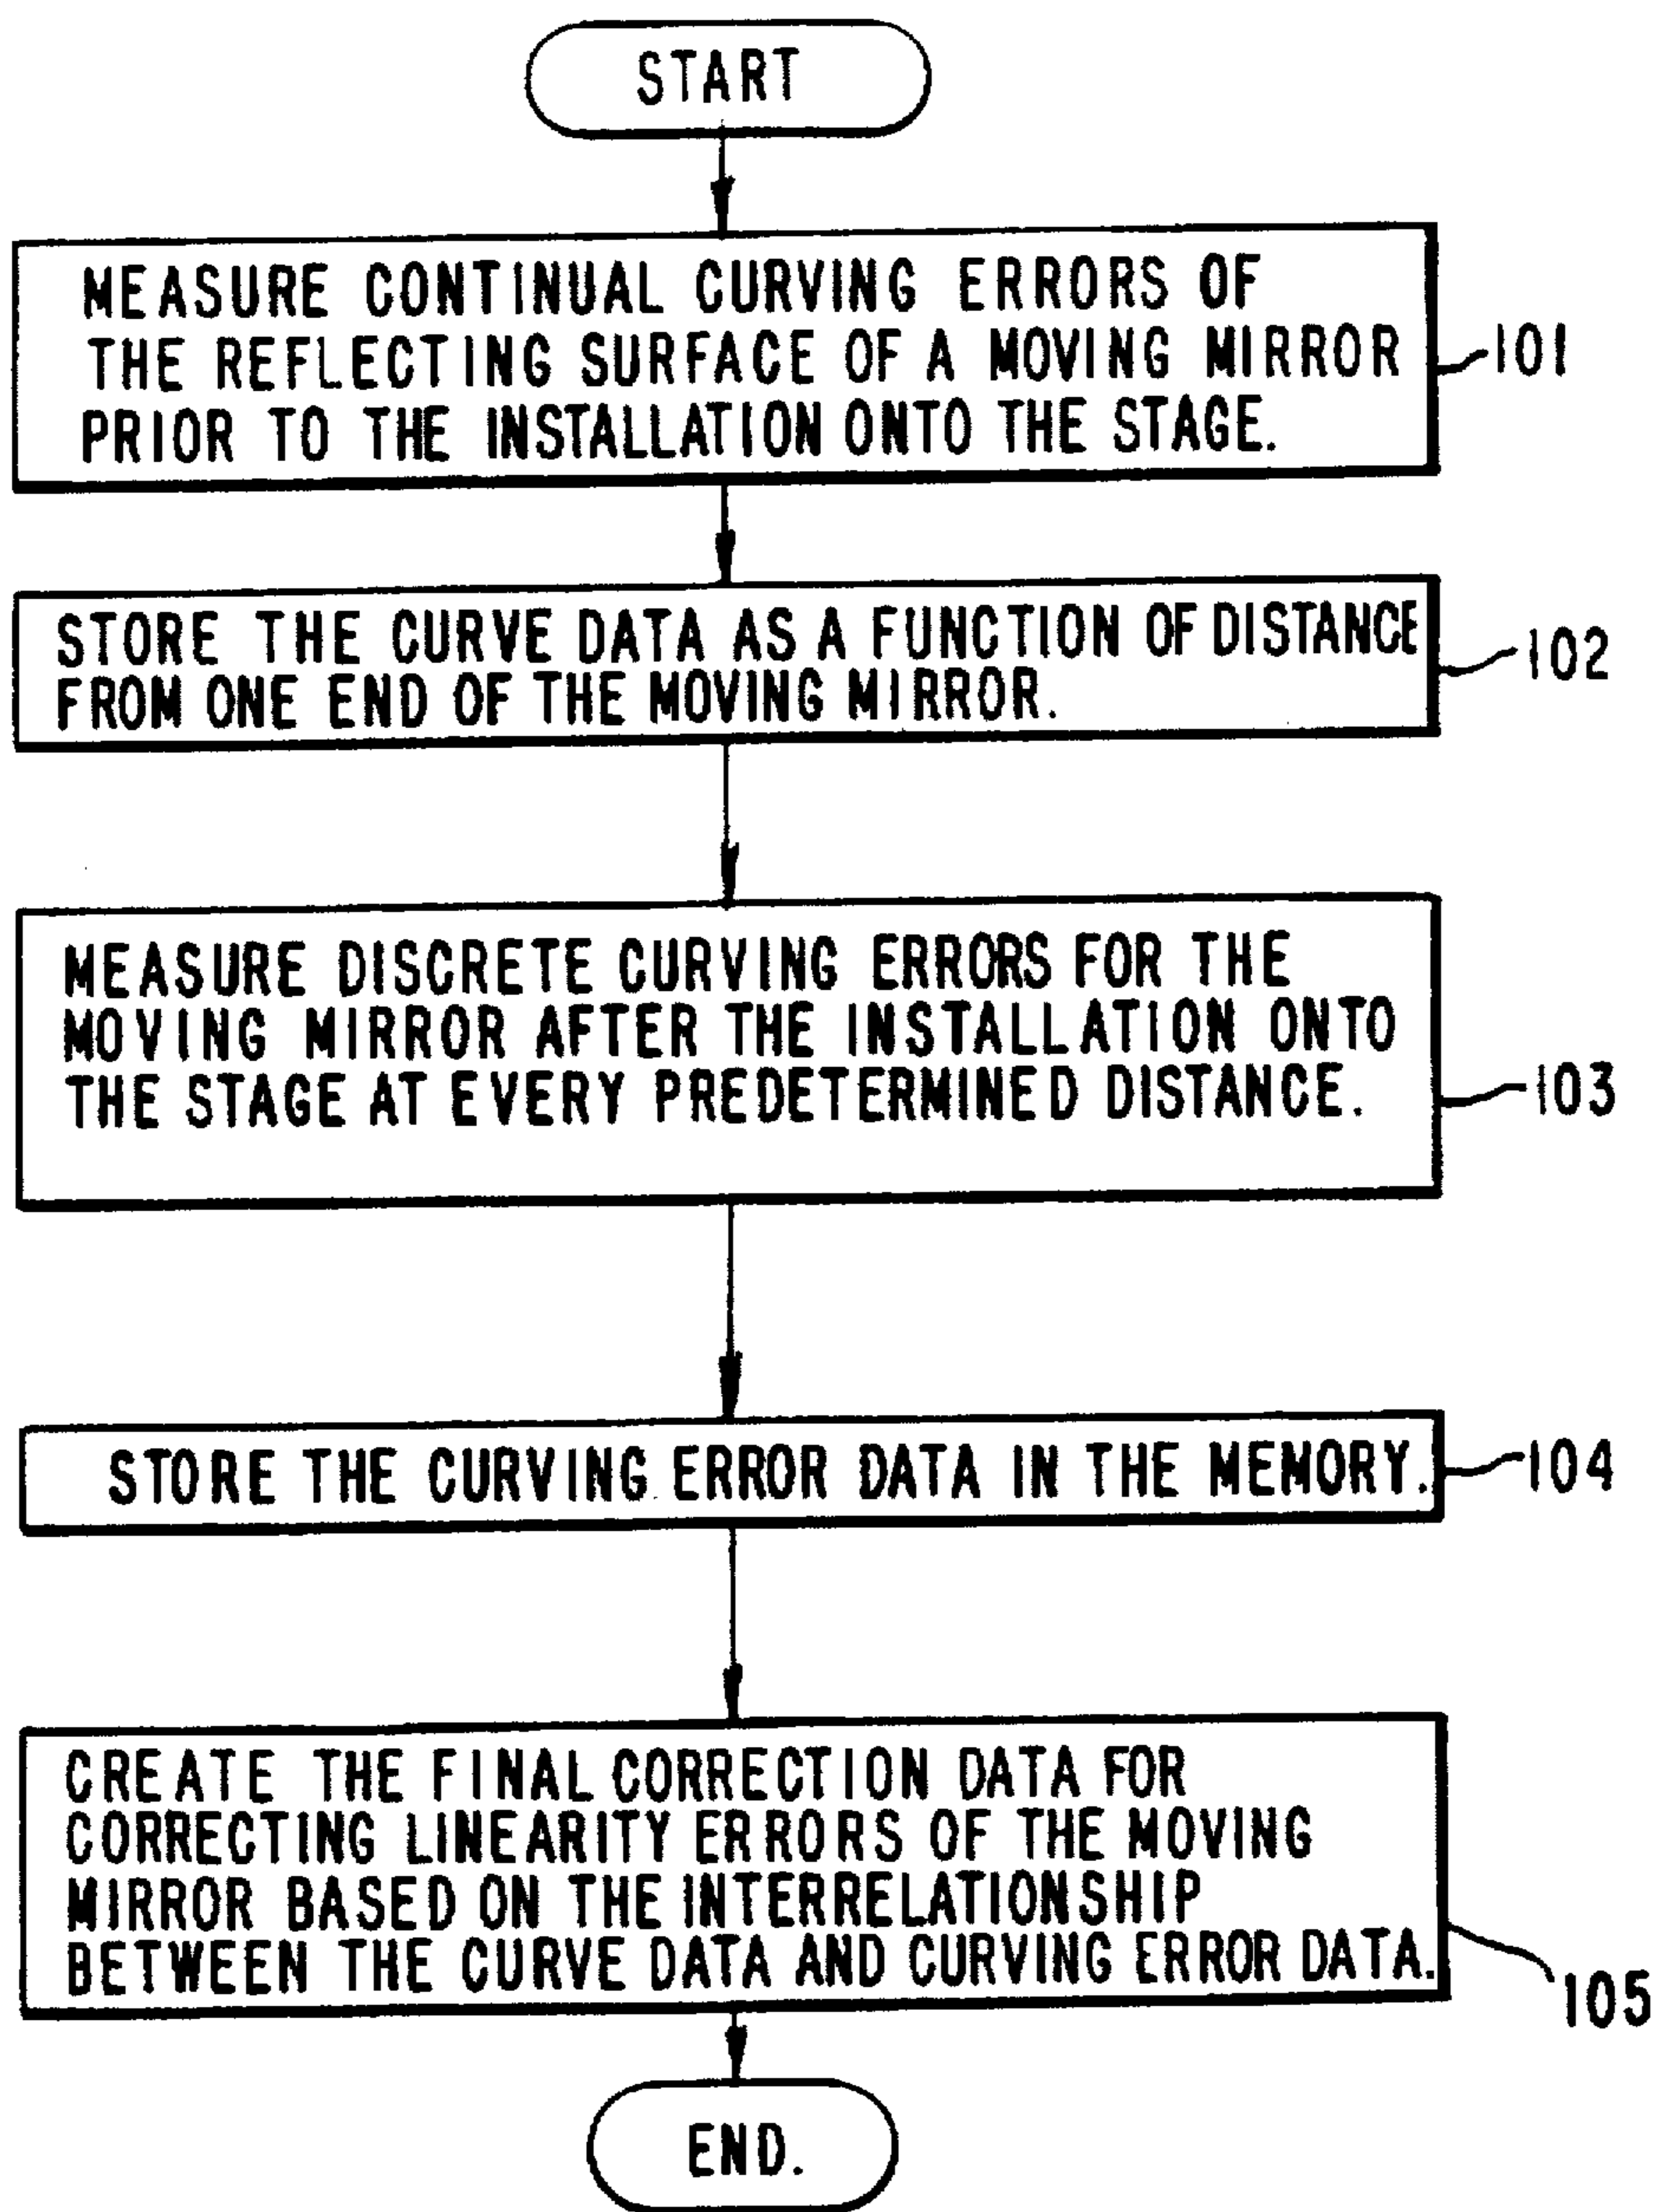 START
MEASURE CONTINUAL CURVING ERRORS OF
THE REFLECTING SURFACE OF A MOVING MIRROR
PRIOR TO THE INSTALLATION ONTO THE STAGE.
101
STORE THE CURVE DATA AS A FUNCTION OF DISTANCE
FROM ONE END OF THE MOVING MIRROR.
102
MEASURE DISCRETE CURVING ERRORS FOR THE
MOVING MIRROR AFTER THE INSTALLATION ONTO
THE STAGE AT EVERY PREDETERMINED DISTANCE.
103
STORE THE CURVING ERROR DATA IN THE MEMORY.
104
CREATE THE FINAL CORRECTION DATA FOR
CORRECTING LINEARITY ERRORS OF THE MOVING
MIRROR BASED ON THE INTERRELATIONSHIP
BETWEEN THE CURVE DATA AND CURVING ERROR DATA.
105
END.